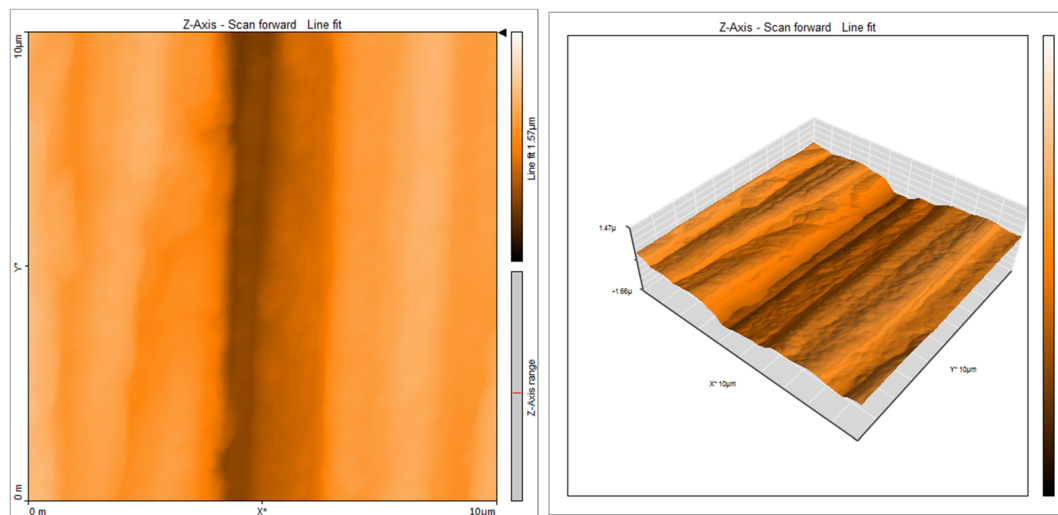 Z-Axis - Scan forward Line fit
10µm
Y*
0 m
0 m
X*
10µm
Line fit 1.57µm
Z-Axis range
Z-Axis - Scan forward Line fit
1.47µ
-1.66µ
X* 10µm
Y* 10µm